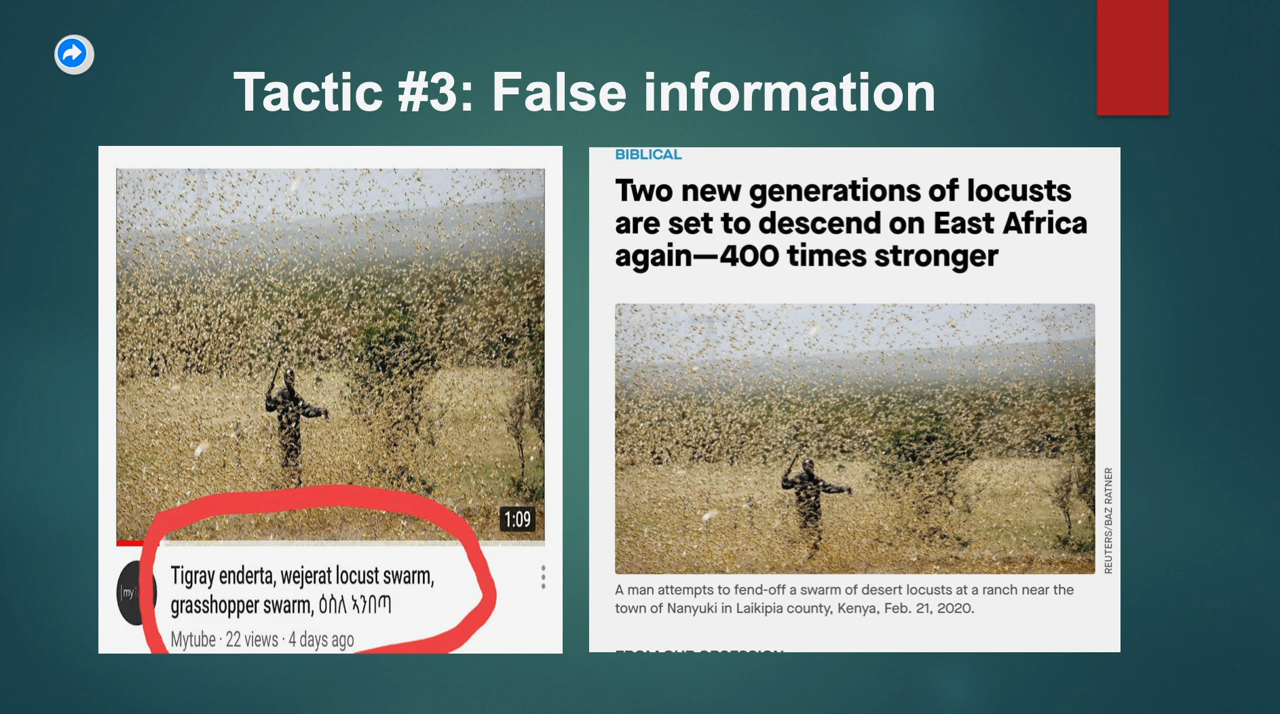 Tactic #3: False information
1:09
Tigray enderta, wejerat locust swarm,
grasshopper swarm, ዕስለ ኣንበጣ
Mytube · 22 views · 4 days ago
BIBLICAL
Two new generations of locusts
are set to descend on East Africa
again—400 times stronger
REUTERS/BAZ RATNER
A man attempts to fend-off a swarm of desert locusts at a ranch near the
town of Nanyuki in Laikipia county, Kenya, Feb. 21, 2020.